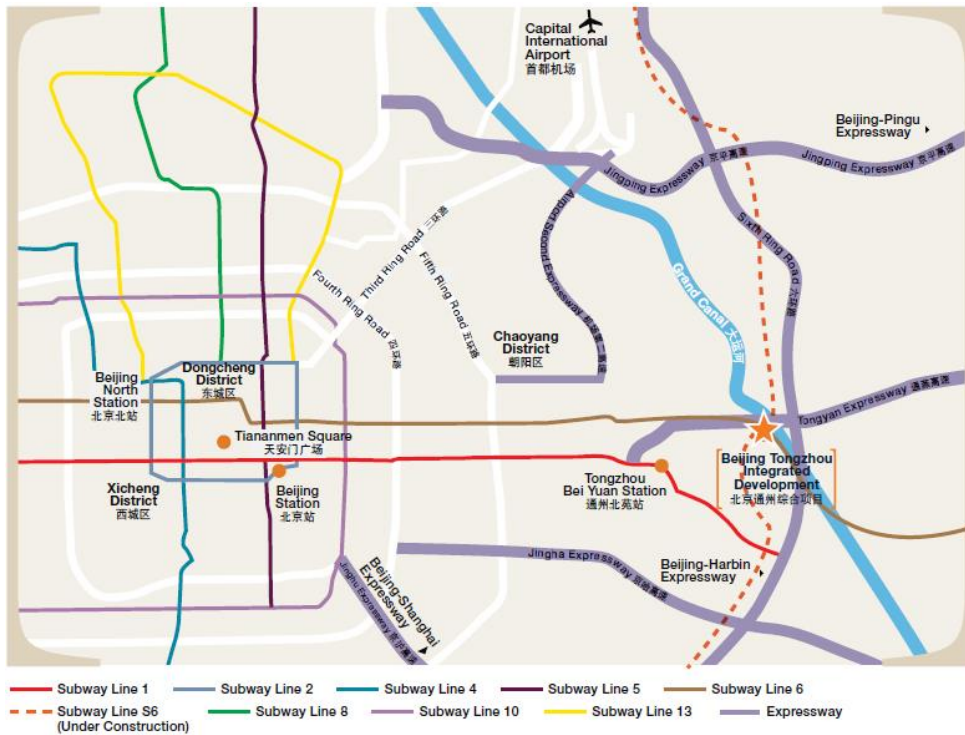 Capital
International
Airport
首都机场
Beijing-Pingu
Expressway
Jingping Expressway 京平高速
Jingping Expressway 京平高速
Airport Second Expressway 机场第二高速
Sixth Ring Road 六环路
Third Ring Road 三环路
Fourth Ring Road 四环路
Fifth Ring Road 五环路
Grand Canal 大运河
Chaoyang
District
朝阳区
Dongcheng
District
东城区
Beijing
North
Station
北京北站
Tiananmen Square
天安门广场
Tongyan Expressway 通燕高速
Beijing Tongzhou
Integrated
Development
北京通州综合项目
Tongzhou
Bei Yuan Station
通州北苑站
Xicheng
District
西城区
Beijing
Station
北京站
Jingha Expressway 京哈高速
Beijing-Harbin
Expressway
Beijing-Shanghai
Expressway
Jinghu Expressway 京沪高速
Subway Line 1
Subway Line 2
Subway Line 4
Subway Line 5
Subway Line 6
Subway Line S6
(Under Construction)
Subway Line 8
Subway Line 10
Subway Line 13
Expressway